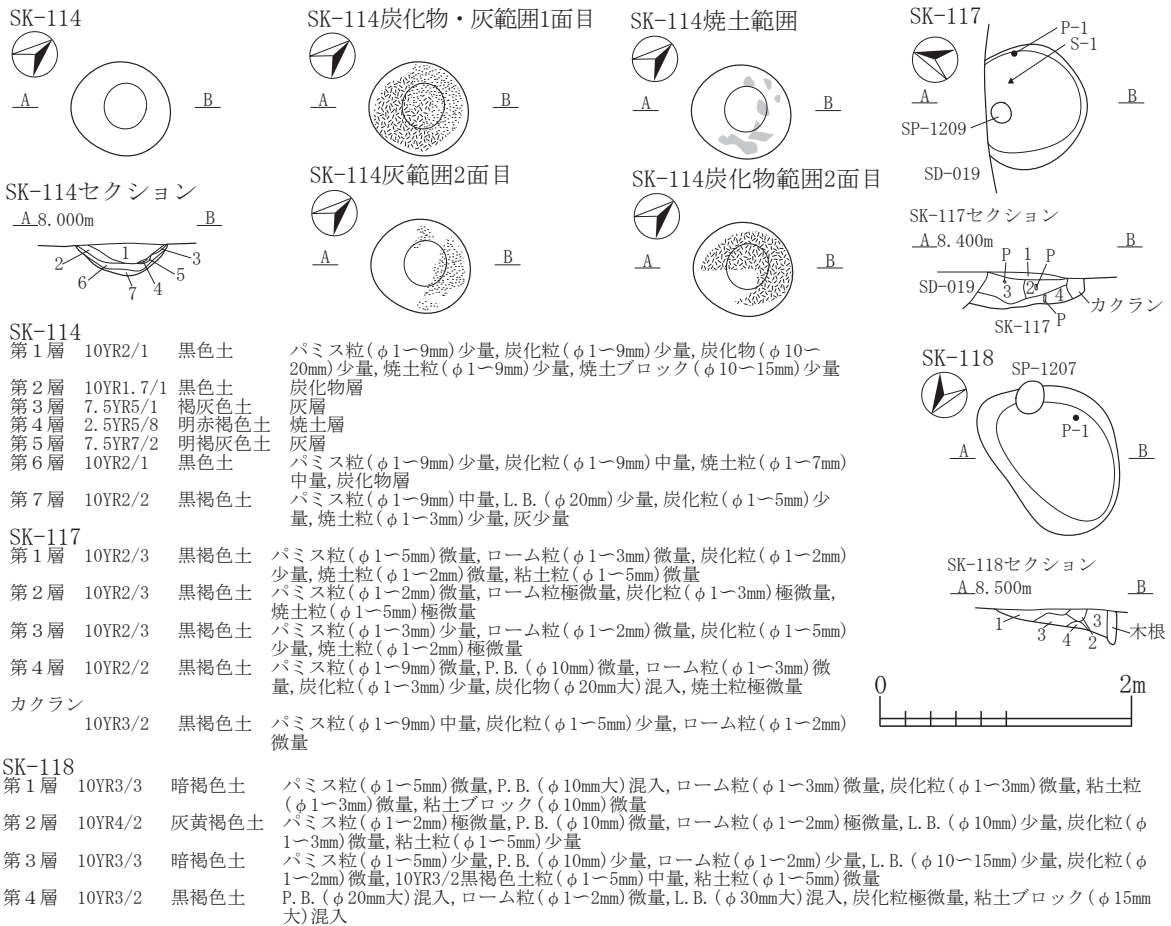 SK-114
A B
SK-114炭化物・灰範囲1面目
A B
SK-114焼土範囲
A B
SK-117
P-1
S-1
A B
SP-1209
SD-019
SK-114セクション
A 8.000m B
1
2 3
5
6 4
7
SK-114灰範囲2面目
A B
SK-114炭化物範囲2面目
A B
SK-117セクション
A 8.400m B
P 1 P
SD-019 3 2 4
カクラン
SK-117 P
SK-118
SP-1207
P-1
A B
SK-118セクション
A 8.500m B
1 3
木根
3 4 2
0 2m
SK-114
第1層 10YR2/1 黒色土 パミス粒(φ1〜9mm)少量,炭化粒(φ1〜9mm)少量,炭化物(φ10〜
20mm)少量,焼土粒(φ1〜9mm)少量,焼土ブロック(φ10〜15mm)少量
第2層 10YR1.7/1 黒色土 炭化物層
第3層 7.5YR5/1 褐灰色土 灰層
第4層 2.5YR5/8 明赤褐色土 焼土層
第5層 7.5YR7/2 明褐灰色土 灰層
第6層 10YR2/1 黒色土 パミス粒(φ1〜9mm)少量,炭化粒(φ1〜9mm)中量,焼土粒(φ1〜7mm)
中量,炭化物層
第7層 10YR2/2 黒褐色土 パミス粒(φ1〜9mm)中量,L.B.(φ20mm)少量,炭化粒(φ1〜5mm)少
量,焼土粒(φ1〜3mm)少量,灰少量
SK-117
第1層 10YR2/3 黒褐色土 パミス粒(φ1〜5mm)微量,ローム粒(φ1〜3mm)微量,炭化粒(φ1〜2mm)
少量,焼土粒(φ1〜2mm)微量,粘土粒(φ1〜5mm)微量
第2層 10YR2/3 黒褐色土 パミス粒(φ1〜2mm)微量,ローム粒極微量,炭化粒(φ1〜3mm)極微量,
焼土粒(φ1〜5mm)極微量
第3層 10YR2/3 黒褐色土 パミス粒(φ1〜3mm)少量,ローム粒(φ1〜2mm)微量,炭化粒(φ1〜5mm)
少量,焼土粒(φ1〜2mm)極微量
第4層 10YR2/2 黒褐色土 パミス粒(φ1〜9mm)微量,P.B.(φ10mm)微量,ローム粒(φ1〜3mm)微
量,炭化粒(φ1〜3mm)少量,炭化物(φ20mm大)混入,焼土粒極微量
カクラン
10YR3/2 黒褐色土 パミス粒(φ1〜9mm)中量,炭化粒(φ1〜5mm)少量,ローム粒(φ1〜2mm)
微量
SK-118
第1層 10YR3/3 暗褐色土 パミス粒(φ1〜5mm)微量,P.B.(φ10mm大)混入,ローム粒(φ1〜3mm)微量,炭化粒(φ1〜3mm)微量,粘土粒
(φ1〜3mm)微量,粘土ブロック(φ10mm)微量
第2層 10YR4/2 灰黄褐色土 パミス粒(φ1〜2mm)極微量,P.B.(φ10mm)微量,ローム粒(φ1〜2mm)極微量,L.B.(φ10mm)少量,炭化粒(φ
1〜3mm)微量,粘土粒(φ1〜5mm)少量
第3層 10YR3/3 暗褐色土 パミス粒(φ1〜5mm)少量,P.B.(φ10mm)少量,ローム粒(φ1〜2mm)少量,L.B.(φ10〜15mm)少量,炭化粒(φ
1〜2mm)微量,10YR3/2黒褐色土粒(φ1〜5mm)中量,粘土粒(φ1〜5mm)微量
第4層 10YR3/2 黒褐色土 P.B.(φ20mm大)混入,ローム粒(φ1〜2mm)微量,L.B.(φ30mm大)混入,炭化粒極微量,粘土ブロック(φ15mm
大)混入